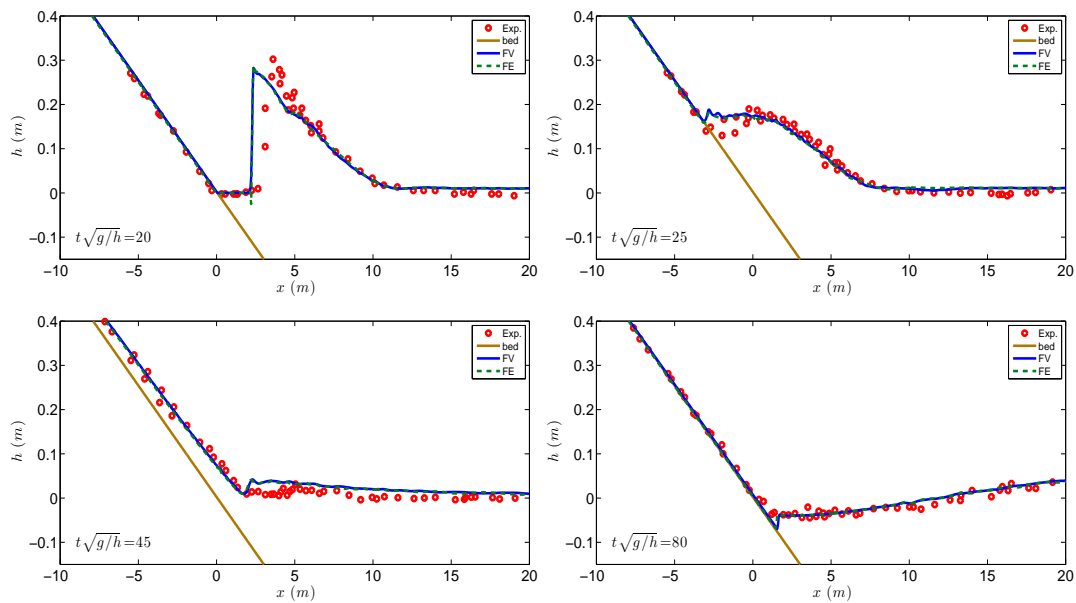 0.4
0.3
0.2
0.1
0
−0.1
h (m)
−10 −5 0 5 10 15 20
x (m)
t√g/h=20
Exp.
bed
FV
FE
0.4
0.3
0.2
0.1
0
−0.1
h (m)
−10 −5 0 5 10 15 20
x (m)
t√g/h=25
Exp.
bed
FV
FE
0.4
0.3
0.2
0.1
0
−0.1
h (m)
−10 −5 0 5 10 15 20
x (m)
t√g/h=45
Exp.
bed
FV
FE
0.4
0.3
0.2
0.1
0
−0.1
h (m)
−10 −5 0 5 10 15 20
x (m)
t√g/h=80
Exp.
bed
FV
FE